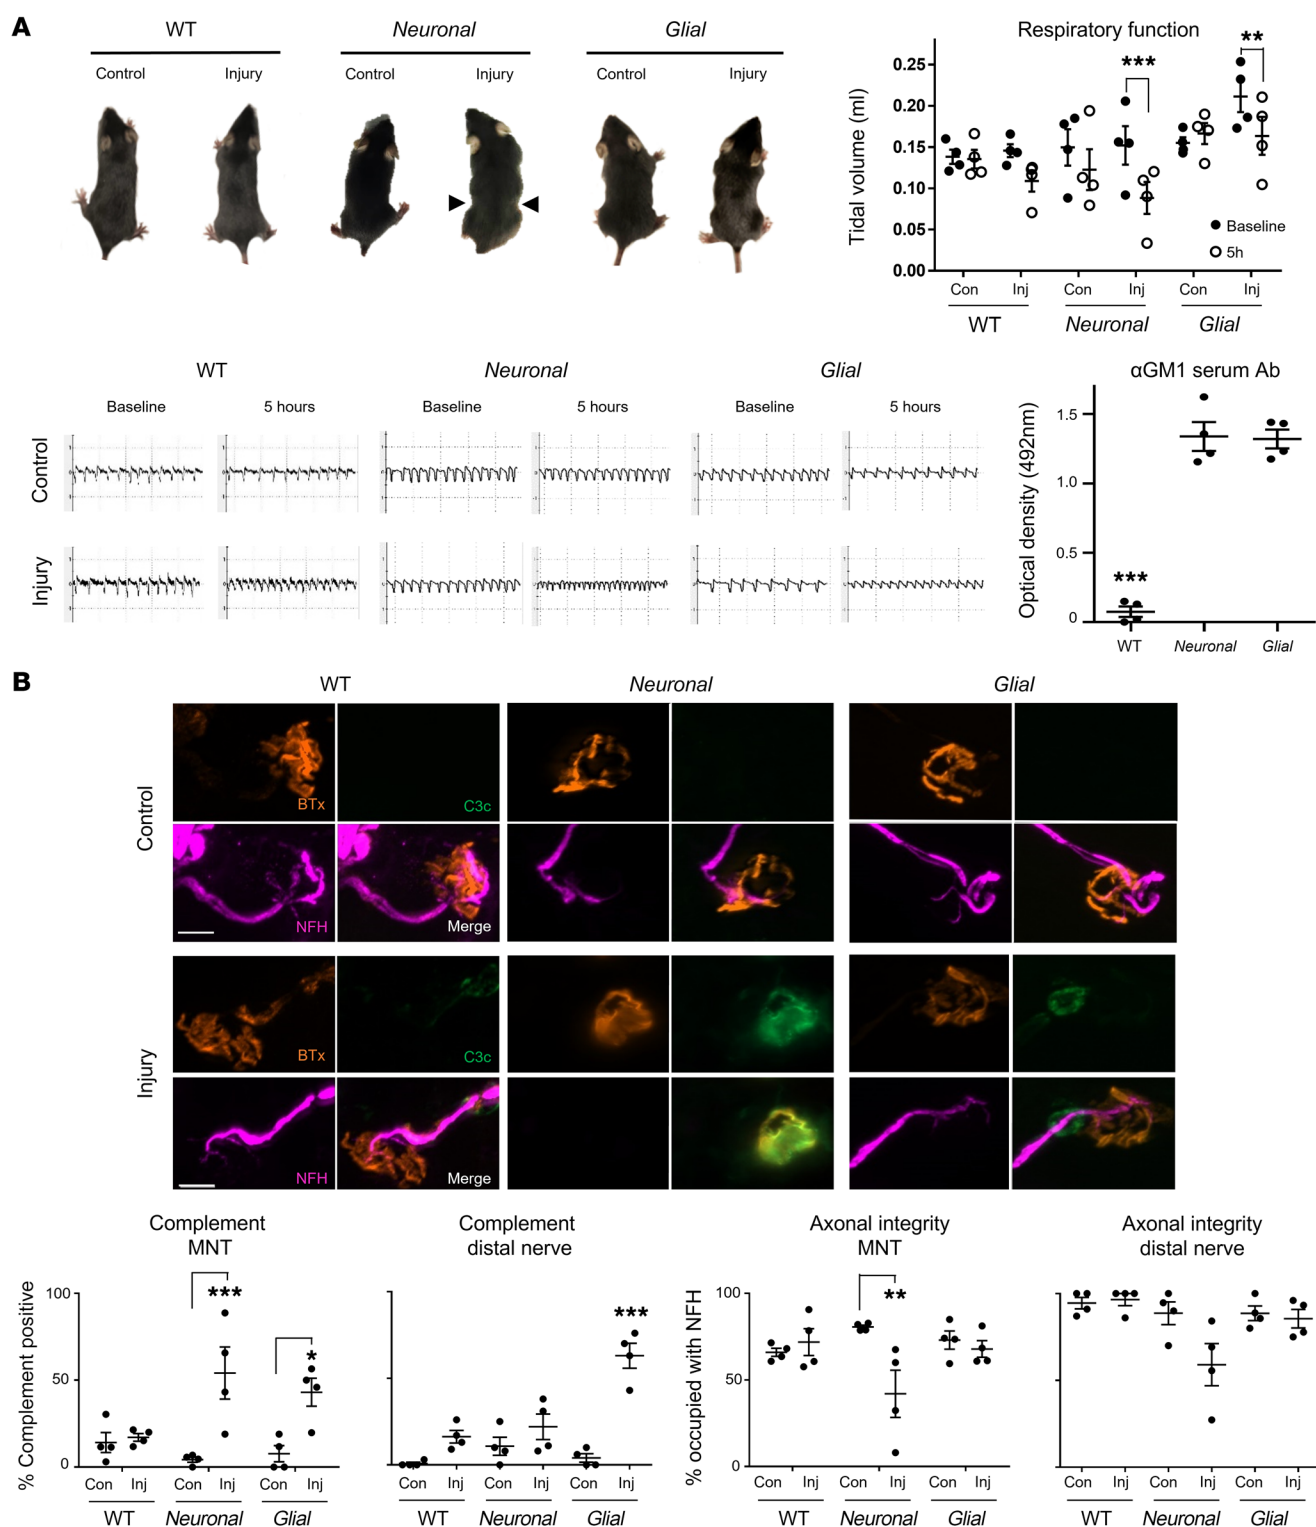 A
WT
Neuronal
Glial
Control
Injury
Control
Injury
Control
Injury
Respiratory function
Tidal volume (ml)
0.25
0.20
0.15
0.10
0.05
0.00
***
**
Baseline
5h
Con
Inj
Con
Inj
Con
Inj
WT
Neuronal
Glial
WT
Neuronal
Glial
Baseline
5 hours
Baseline
5 hours
Baseline
5 hours
Control
Injury
αGM1 serum Ab
Optical density (492nm)
1.5
1.0
0.5
0
***
WT
Neuronal
Glial
B
WT
Neuronal
Glial
Control
BTx
C3c
NFH
Merge
Injury
BTx
C3c
NFH
Merge
Complement
MNT
% Complement positive
100
50
0
***
*
Con
Inj
Con
Inj
Con
Inj
WT
Neuronal
Glial
Complement
distal nerve
***
Con
Inj
Con
Inj
Con
Inj
WT
Neuronal
Glial
Axonal integrity
MNT
% occupied with NFH
100
50
0
**
Con
Inj
Con
Inj
Con
Inj
WT
Neuronal
Glial
Axonal integrity
distal nerve
Con
Inj
Con
Inj
Con
Inj
WT
Neuronal
Glial